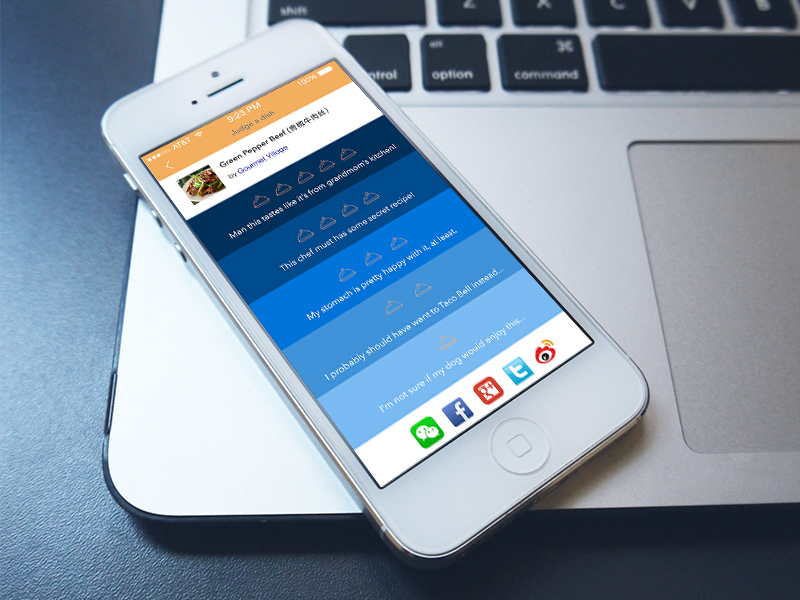 shift Z X C V B
ntrol alt option ⌘ command
AT&T 9:23 PM 100%
Judge a dish
Green Pepper Beef (青椒牛肉丝)
by Gourmet Village
Man this tastes like it's from grandmom's kitchen!
This chef must has some secret recipe!
My stomach is pretty happy with it, at least.
I probably should have went to Taco Bell instead...
I'm not sure if my dog would enjoy this...